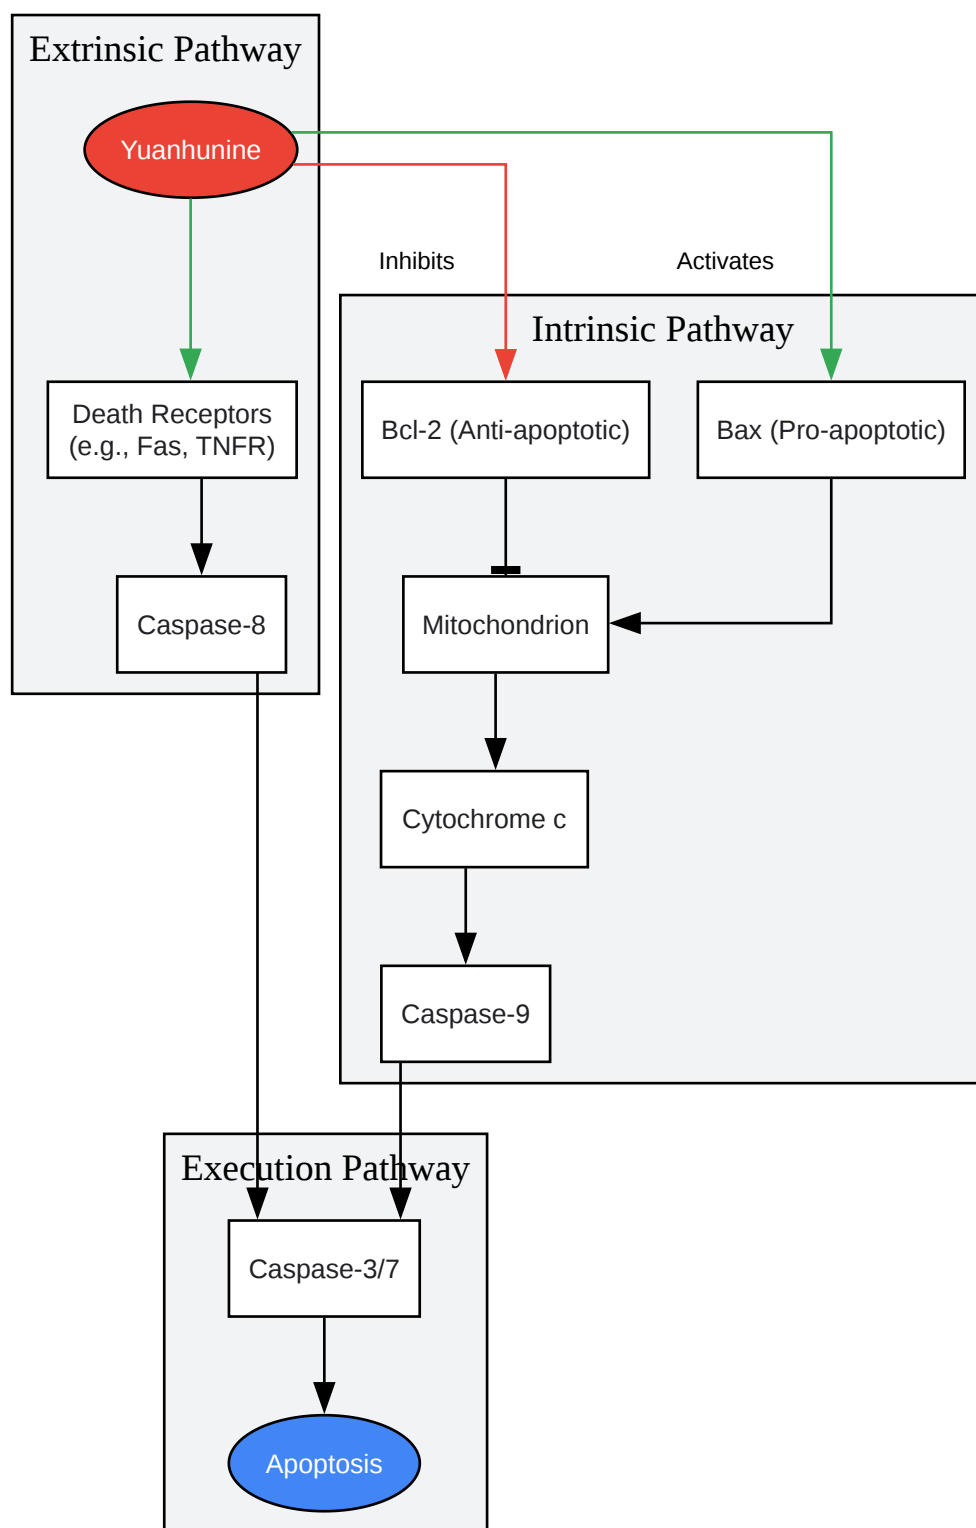 Extrinsic Pathway
Yuanhunine
Inhibits
Activates
Intrinsic Pathway
Death Receptors
(e.g., Fas, TNFR)
Bcl-2 (Anti-apoptotic)
Bax (Pro-apoptotic)
Caspase-8
Mitochondrion
Cytochrome c
Caspase-9
Execution Pathway
Caspase-3/7
Apoptosis